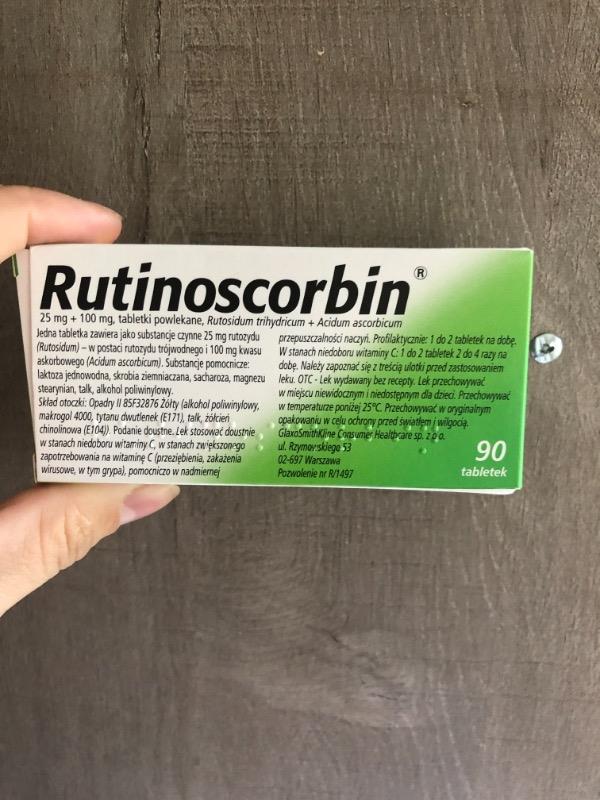 Rutinoscorbin®
25 mg + 100 mg, tabletki powlekane, Rutosidum trihydricum + Acidum ascorbicum
Jedna tabletka zawiera jako substancje czynne 25 mg rutozydu
(Rutosidum) – w postaci rutozydu trójwodnego i 100 mg kwasu
askorbowego (Acidum ascorbicum). Substancje pomocnicze:
laktoza jednowodna, skrobia ziemniaczana, sacharoza, magnezu
stearynian, talk, alkohol poliwinylowy.
Skład otoczki: Opadry II 85F32876 Żółty (alkohol poliwinylowy,
makrogol 4000, tytanu dwutlenek (E171), talk, żółcień
chinolinowa (E104)). Podanie doustne. Lek stosować doustnie
w stanach niedoboru witaminy C, w stanach zwiększonego
zapotrzebowania na witaminę C (przeziębienia, zakażenia
wirusowe, w tym grypa), pomocniczo w nadmiernej
przepuszczalności naczyń. Profilaktycznie: 1 do 2 tabletek na dobę.
W stanach niedoboru witaminy C: 1 do 2 tabletek 2 do 4 razy na
dobę. Należy zapoznać się z treścią ulotki przed zastosowaniem
leku. OTC - Lek wydawany bez recepty. Lek przechowywać
w miejscu niewidocznym i niedostępnym dla dzieci. Przechowywać
w temperaturze poniżej 25°C. Przechowywać w oryginalnym
opakowaniu w celu ochrony przed światłem i wilgocią.
GlaxoSmithKline Consumer Healthcare sp. z o.o.
ul. Rzymowskiego 53
02-697 Warszawa
Pozwolenie nr R/1497
90
tabletek